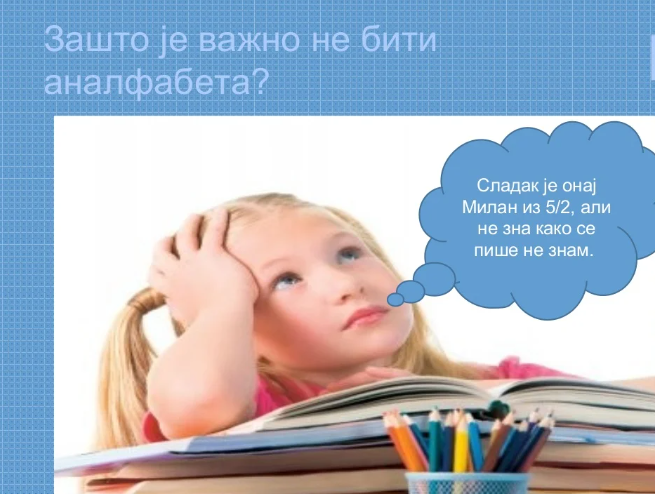 Зашто је важно не бити
аналфабета?
Сладак је онај
Милан из 5/2, али
не зна како се
пише не знам.